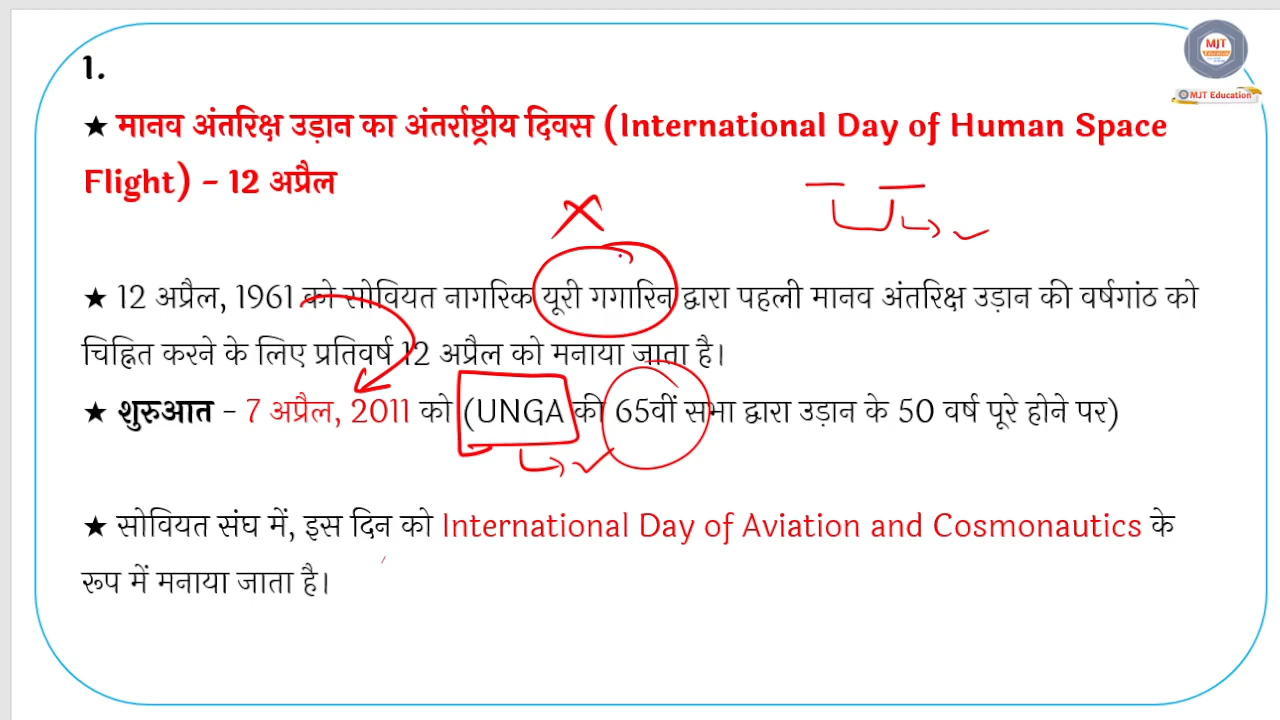 1.
★ मानव अंतरिक्ष उड़ान का अंतर्राष्ट्रीय दिवस (International Day of Human Space
Flight) - 12 अप्रैल
★ 12 अप्रैल, 1961 को सोवियत नागरिक यूरी गगारिन द्वारा पहली मानव अंतरिक्ष उड़ान की वर्षगांठ को
चिह्नित करने के लिए प्रतिवर्ष 12 अप्रैल को मनाया जाता है।
★ शुरुआत - 7 अप्रैल, 2011 को (UNGA की 65वीं सभा द्वारा उड़ान के 50 वर्ष पूरे होने पर)
★ सोवियत संघ में, इस दिन को International Day of Aviation and Cosmonautics के
रूप में मनाया जाता है।
MJT
Education
MJT Education